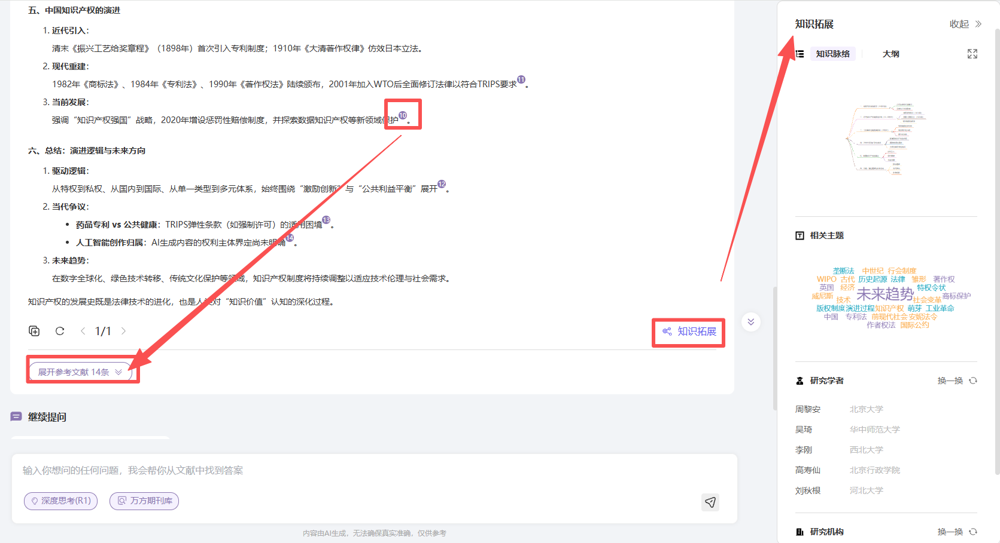 五、中国知识产权的演进
1. 近代引入：
清末《振兴工艺给奖章程》（1898年）首次引入专利制度；1910年《大清著作权律》仿效日本立法。
2. 现代重建：
1982年《商标法》、1984年《专利法》、1990年《著作权法》陆续颁布，2001年加入WTO后全面修订法律以符合TRIPS要求 11 。
3. 当前发展：
强调“知识产权强国”战略，2020年增设惩罚性赔偿制度，并探索数据知识产权等新领域保护 10 。
六、总结：演进逻辑与未来方向
1. 驱动逻辑：
从特权到私权、从国内到国际、从单一类型到多元体系，始终围绕“激励创新”与“公共利益平衡”展开 12 。
2. 当代争议：
• 药品专利 vs 公共健康：TRIPS弹性条款（如强制许可）的适用困境 13 。
• 人工智能创作归属：AI生成内容的权利主体界定尚未明确 14 。
3. 未来趋势：
在数字全球化、绿色技术转移、传统文化保护等领域，知识产权制度将持续调整以适应技术伦理与社会需求。
知识产权的发展史既是法律技术的进化，也是人类对“知识价值”认知的深化过程。
1/1
知识拓展
展开参考文献 14条
继续提问
输入你想问的任何问题，我会帮你从文献中找到答案
深度思考(R1)
万方期刊库
内容由AI生成，无法确保真实准确，仅供参考
知识拓展
收起
知识脉络
大纲
相关主题
垄断法 中世纪 行会制度
WIPO 古代 历史起源 法律 雏形 著作权
英国 经济 未来趋势 特权令状
威尼斯 技术 社会变革 商标保护
版权制度 演进过程 知识产权 萌芽 工业革命
中国 专利法 前现代社会 安妮法令
作者权法 国际公约
研究学者
换一换
周黎安 北京大学
吴琦 华中师范大学
李刚 西北大学
高寿仙 北京行政学院
刘秋根 河北大学
研究机构
换一换